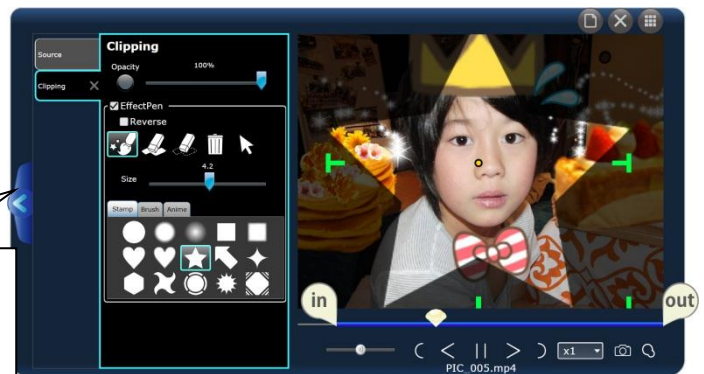 Source
Clipping
Clipping
Opacity
100%
EffectPen
Reverse
4.2
Size
Stamp
Brush
Anime
in
out
x1
PIC_005.mp4